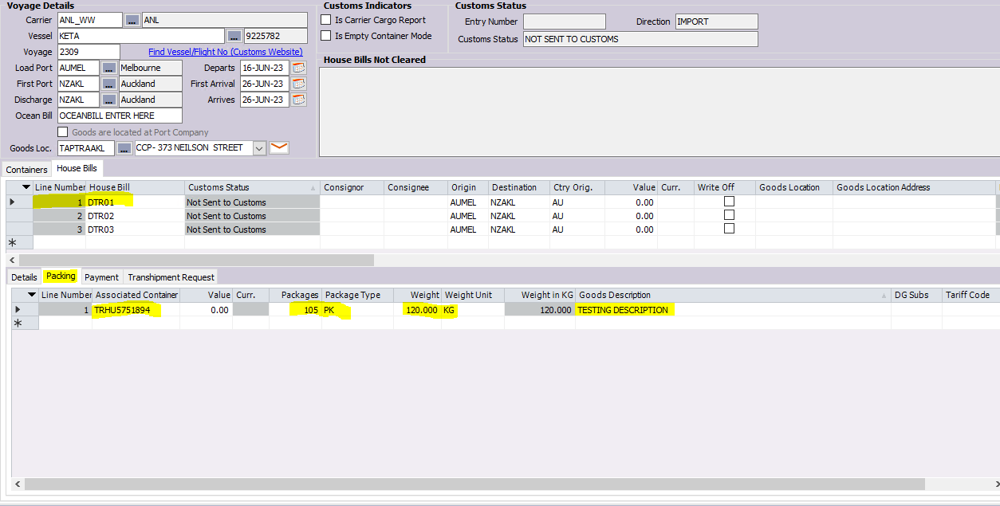 Voyage Details
Carrier ANL_WW ... ANL
Vessel KETA ... 9225782
Voyage 2309 Find Vessel/Flight No (Customs Website)
Load Port AUMEL ... Melbourne Departs 16-JUN-23
First Port NZAKL ... Auckland First Arrival 26-JUN-23
Discharge NZAKL ... Auckland Arrives 26-JUN-23
Ocean Bill OCEANBILL ENTER HERE
Goods are located at Port Company
Goods Loc. TAPTRAAKL ... CCP- 373 NEILSON STREET
Customs Indicators
Is Carrier Cargo Report
Is Empty Container Mode
Customs Status
Entry Number Direction IMPORT
Customs Status NOT SENT TO CUSTOMS
House Bills Not Cleared
Containers House Bills
Line Number House Bill Customs Status Consignor Consignee Origin Destination Ctry Orig. Value Curr. Write Off Goods Location Goods Location Address
1 DTR01 Not Sent to Customs AUMEL NZAKL AU 0.00
2 DTR02 Not Sent to Customs AUMEL NZAKL AU 0.00
3 DTR03 Not Sent to Customs AUMEL NZAKL AU 0.00
Details Packing Payment Transhipment Request
Line Number Associated Container Value Curr. Packages Package Type Weight Weight Unit Weight in KG Goods Description DG Subs Tariff Code
1 TRHU5751894 0.00 105 PK 120.000 KG 120.000 TESTING DESCRIPTION